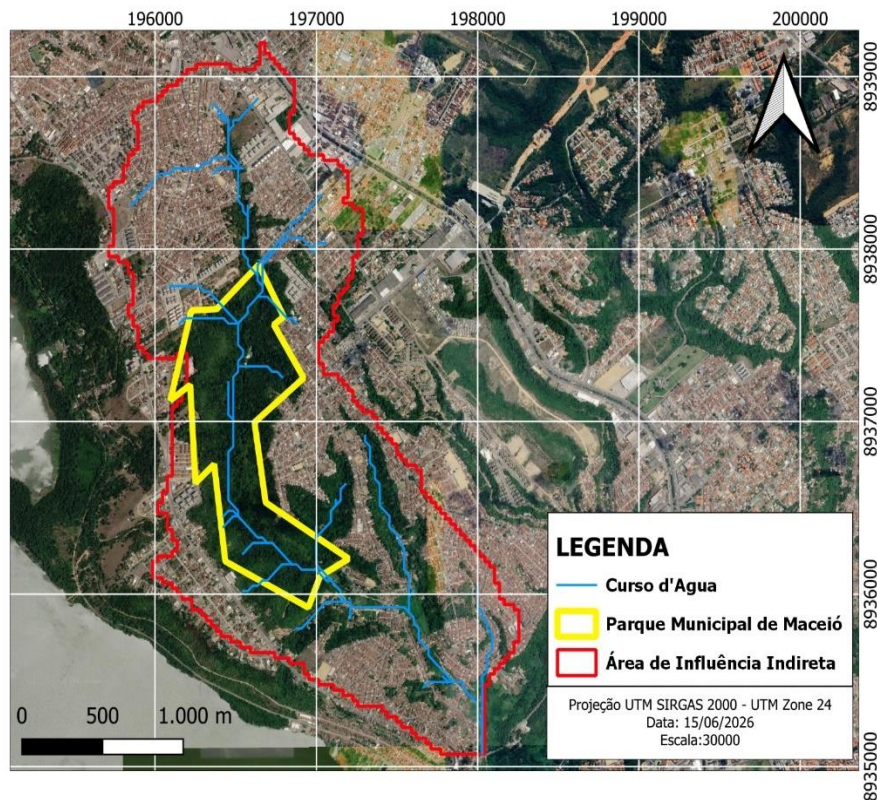 196000 197000 198000 199000 200000
8939000
8938000
8937000
8936000
8935000
LEGENDA
Curso d'Agua
Parque Municipal de Maceió
Área de Influência Indireta
Projeção UTM SIRGAS 2000 - UTM Zone 24
Data: 15/06/2026
Escala:30000
0 500 1.000 m